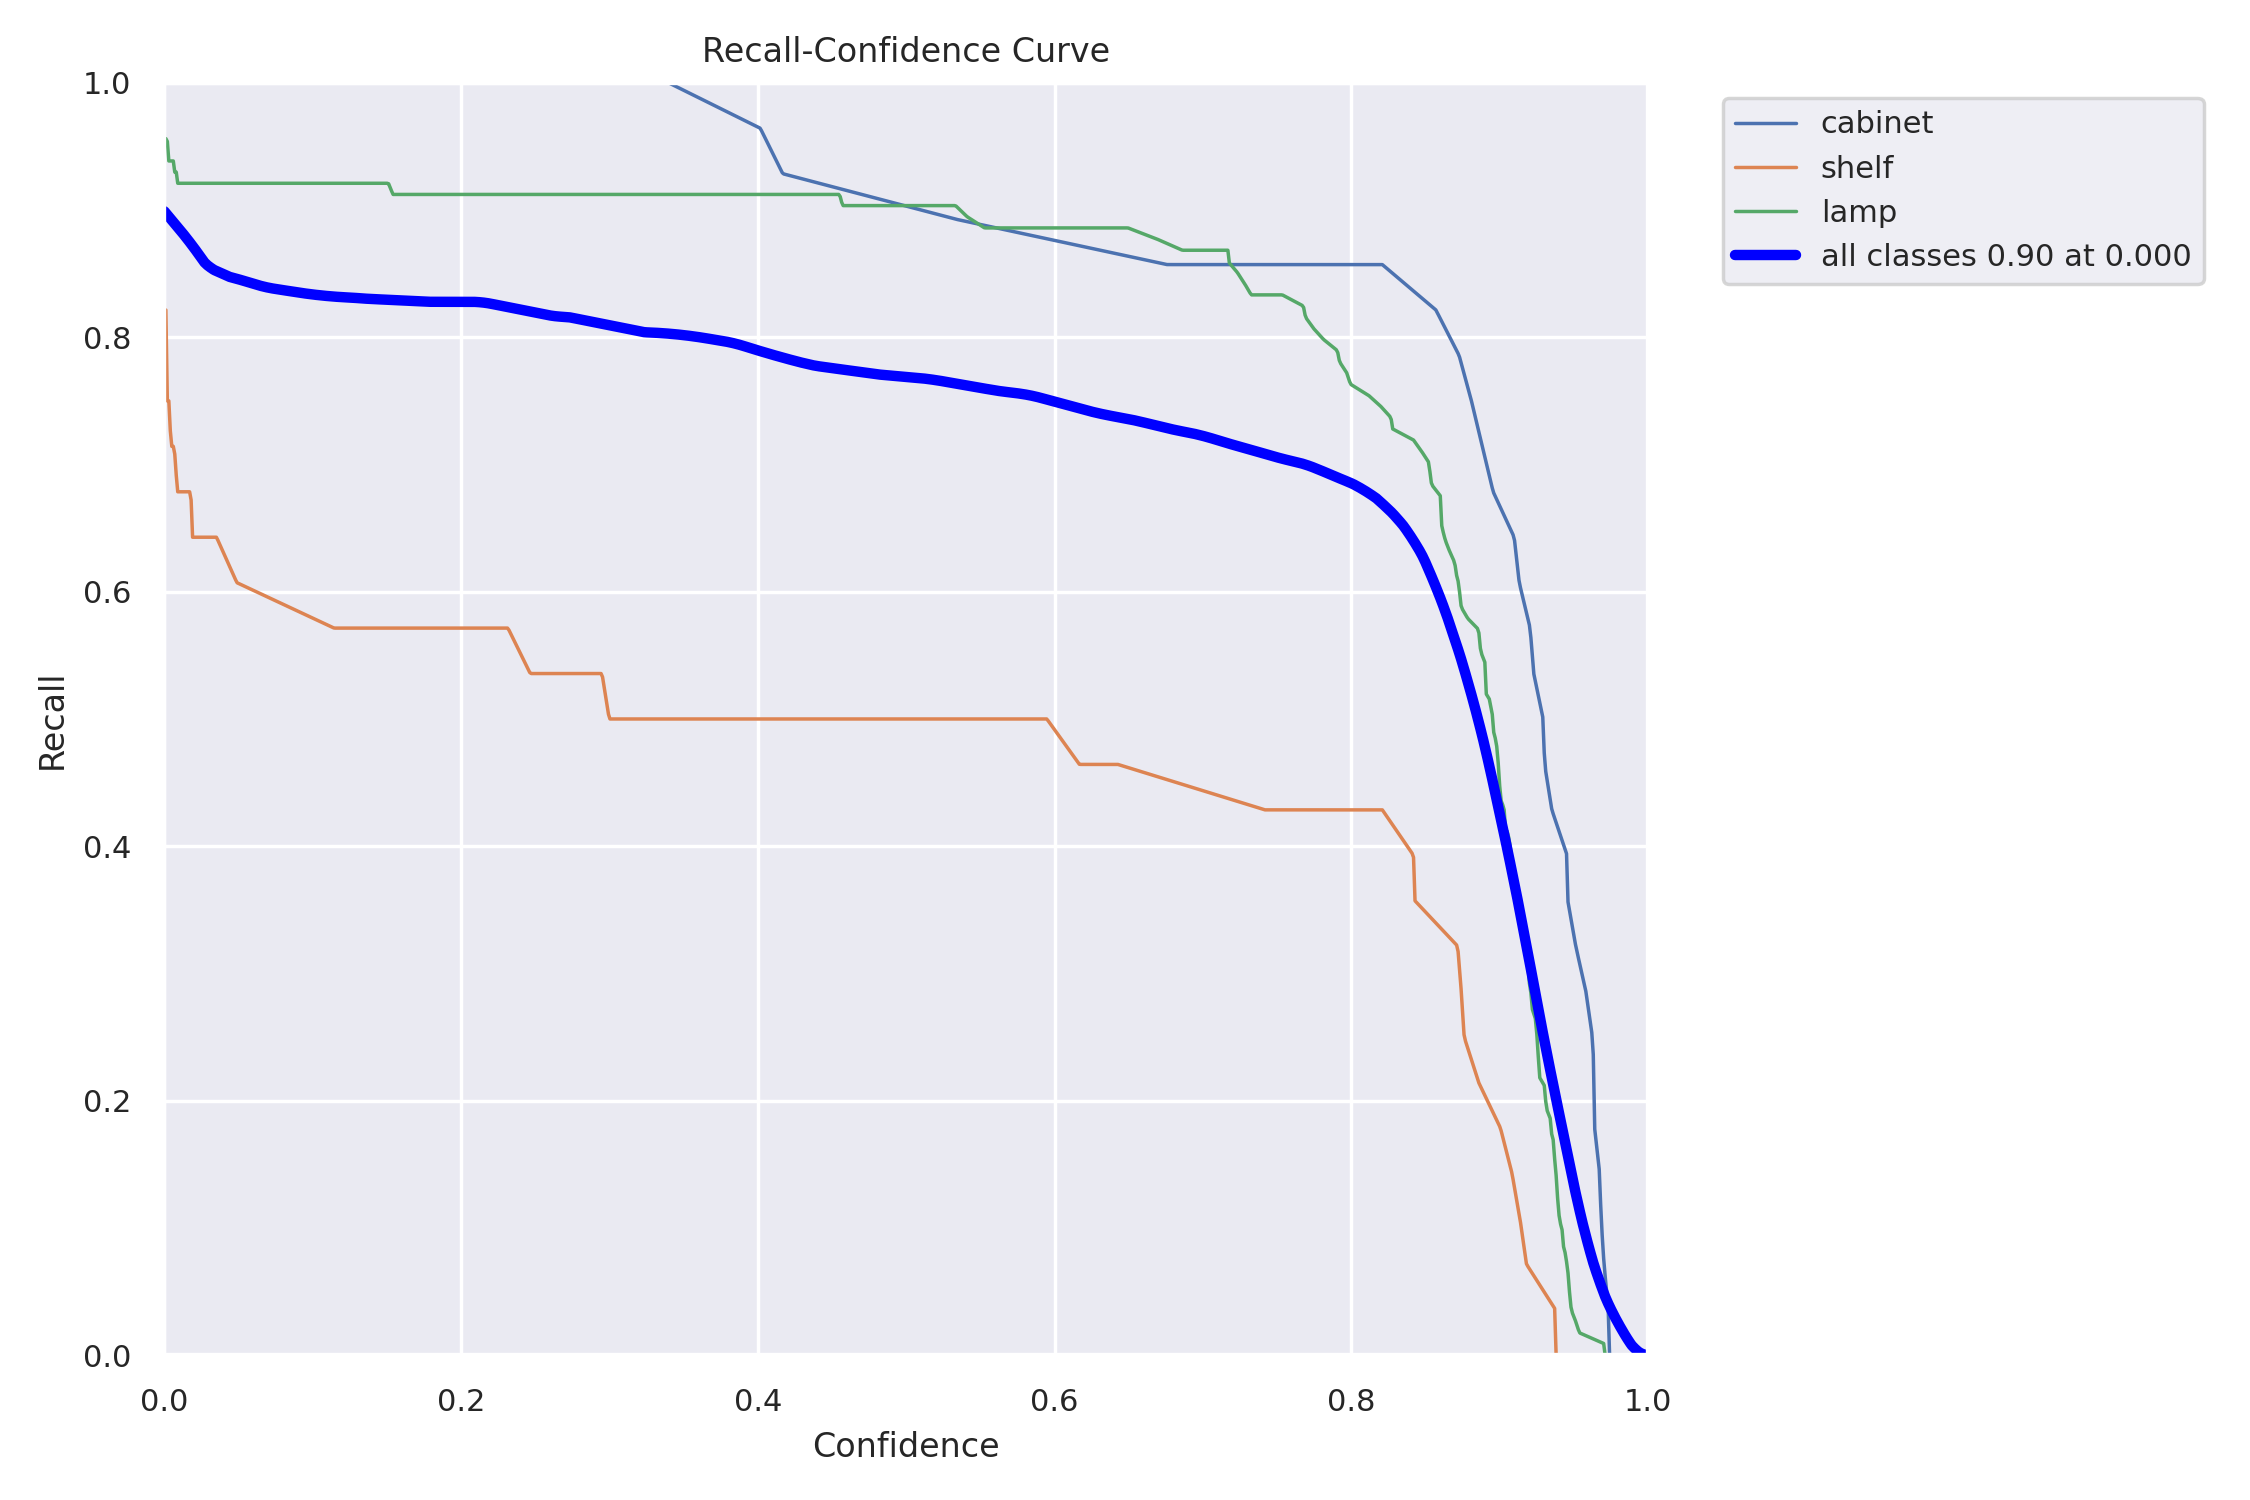 Recall-Confidence Curve
1.0
0.8
0.6
0.4
0.2
0.0
Recall
0.0 0.2 0.4 0.6 0.8 1.0
Confidence
cabinet
shelf
lamp
all classes 0.90 at 0.000